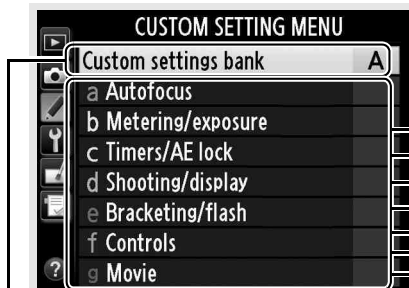 CUSTOM SETTING MENU
Custom settings bank A
a Autofocus
b Metering/exposure
c Timers/AE lock
d Shooting/display
e Bracketing/flash
f Controls
g Movie
?